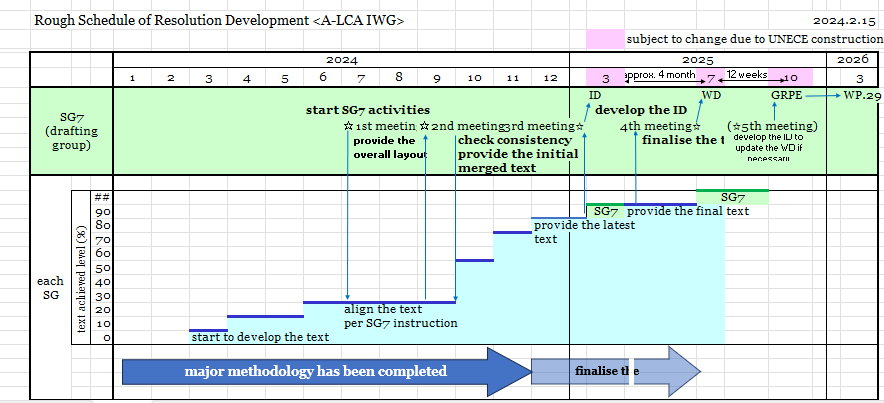 Rough Schedule of Resolution Development <A-LCA IWG>
2024.2.15
subject to change due to UNECE construction
2024
2025
2026
1 2 3 4 5 6 7 8 9 10 11 12 3 approx. 4 month 7 12 weeks 10 3
ID WD GRPE WP.29
SG7
(drafting
group)
start SG7 activities
develop the ID
☆1st meetin ☆2nd meeting 3rd meeting☆ 4th meeting☆ (☆5th meeting)
provide the
overall layout
check consistency
provide the initial
merged text
finalise the t
develop the ID to
update the WD if
necessary
each
SG
text achieved level (%)
##
90
80
70
60
50
40
30
20
10
0
SG7
SG7
provide the final text
provide the latest
text
align the text
per SG7 instruction
start to develop the text
major methodology has been completed
finalise the